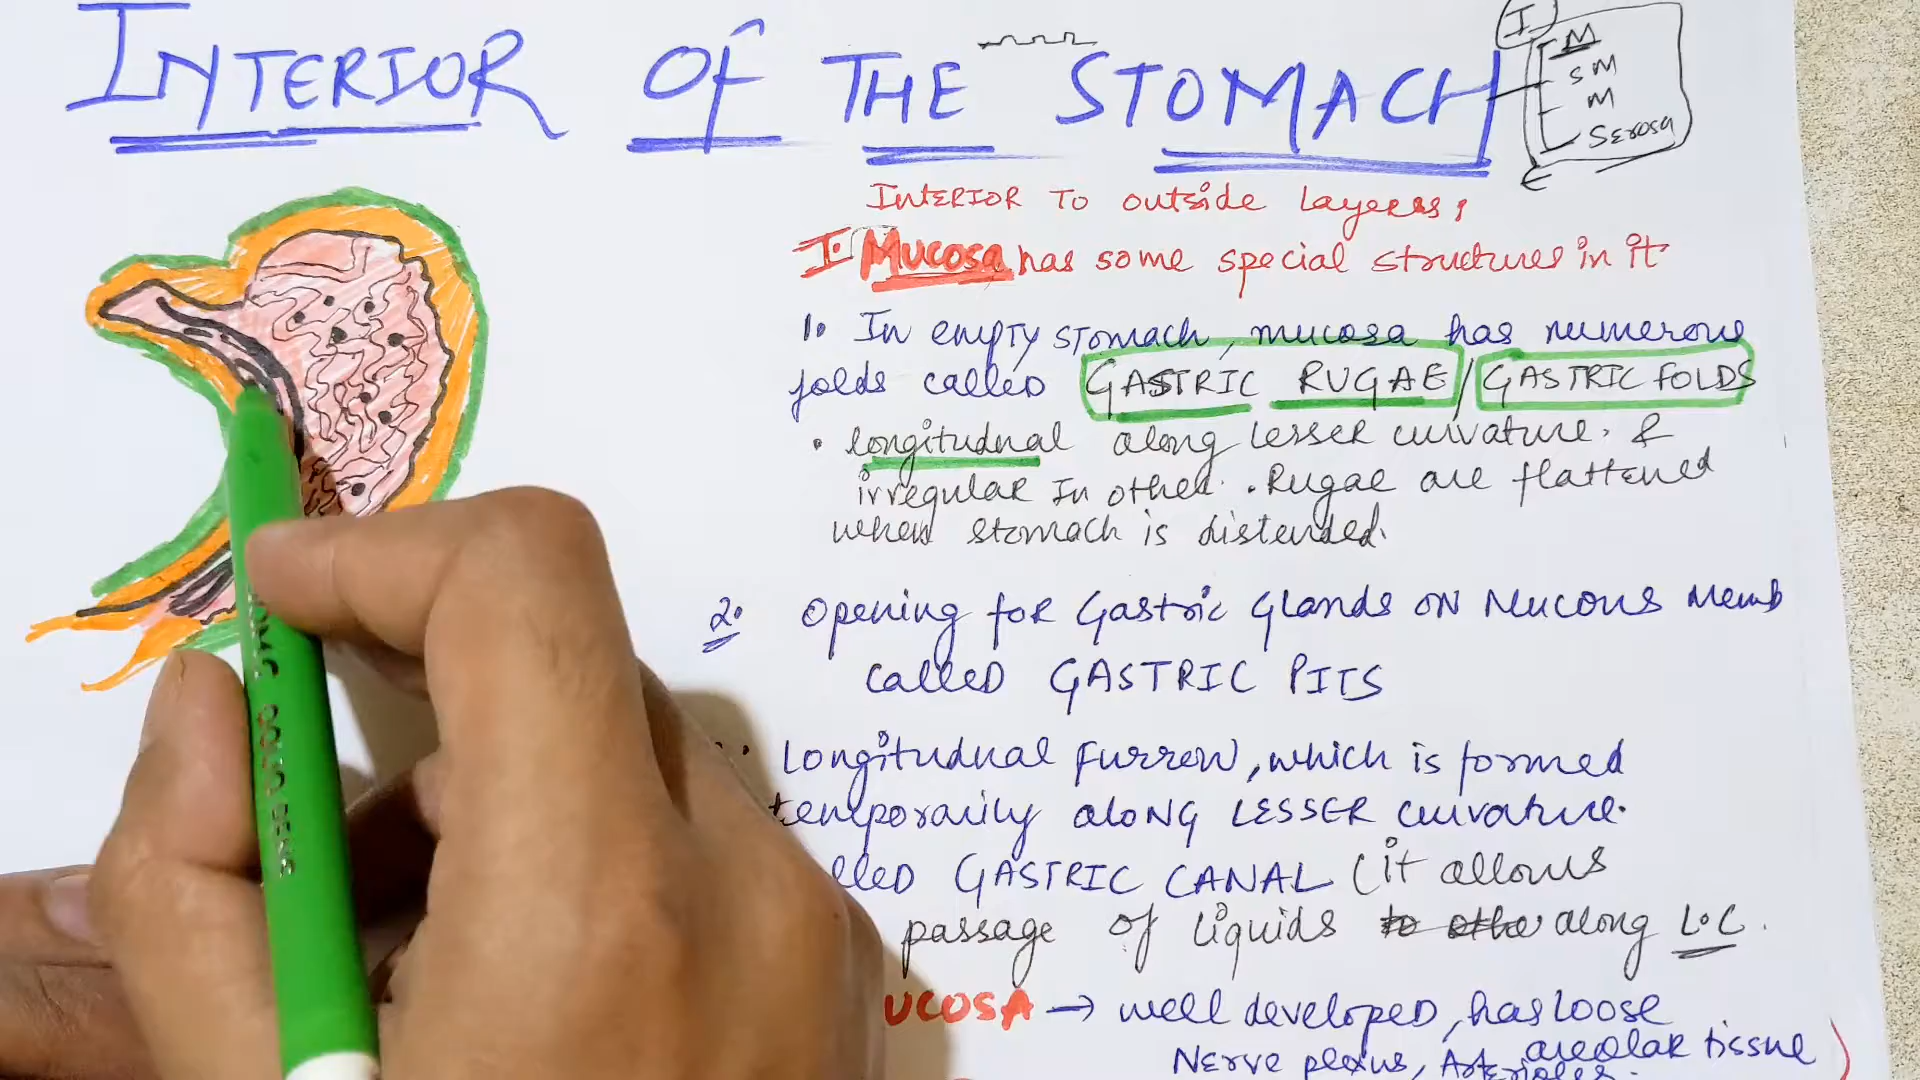 INTERIOR OF THE STOMACH
I
M
SM
M
SEROSA
INTERIOR TO outside Layerss,
I. Mucosa has some special structures in it
1. In empty stomach, mucosa has numerous
folds called GASTRIC RUGAE / GASTRIC FOLDS
• longitudnal along lesser curvature. &
irregular In other. . Rugae are flattened
when stomach is distended.
2. Opening for Gastric Glands ON Mucous Memb
called GASTRIC PITS
Longitudnal Furrow, which is formed
temporarily alONG LESSER curvature.
lled GASTRIC CANAL (it allows
passage of liquids to along L.C.
UCOSA → well developed, has loose
areolar tissue
Nerve plexus, Arterioles.